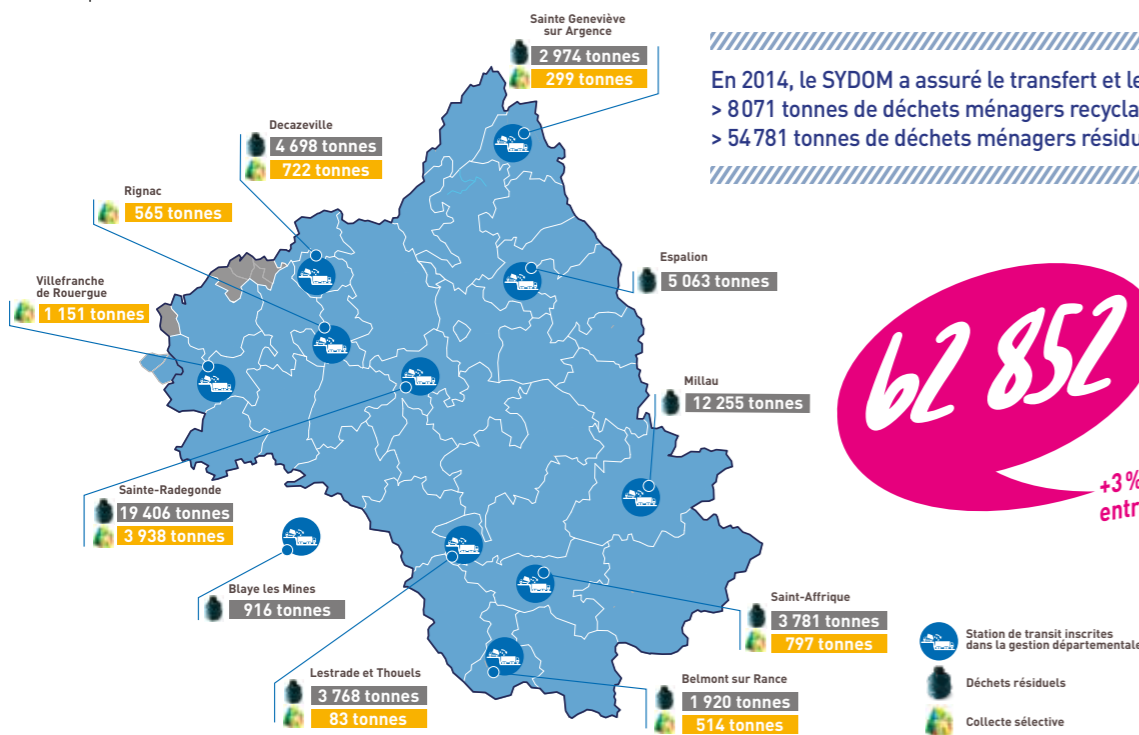 Sainte Geneviève
sur Argence
2 974 tonnes
299 tonnes
En 2014, le SYDOM a assuré le transfert et le
> 8071 tonnes de déchets ménagers recycla
> 54781 tonnes de déchets ménagers résidu
Decazeville
4 698 tonnes
722 tonnes
Rignac
565 tonnes
Villefranche
de Rouergue
1 151 tonnes
Espalion
5 063 tonnes
62 852
+3%
entr
Millau
12 255 tonnes
Sainte-Radegonde
19 406 tonnes
3 938 tonnes
Blaye les Mines
916 tonnes
Saint-Affrique
3 781 tonnes
797 tonnes
Lestrade et Thouels
3 768 tonnes
83 tonnes
Belmont sur Rance
1 920 tonnes
514 tonnes
Station de transit inscrites
dans la gestion départementale
Déchets résiduels
Collecte sélective